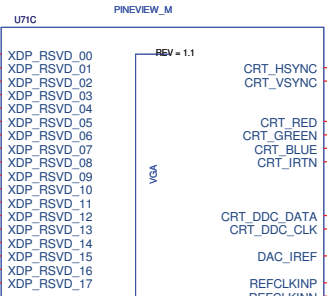 PINEVIEW_M
U71C
REV = 1.1
XDP_RSVD_00
XDP_RSVD_01
XDP_RSVD_02
XDP_RSVD_03
XDP_RSVD_04
XDP_RSVD_05
XDP_RSVD_06
XDP_RSVD_07
XDP_RSVD_08
XDP_RSVD_09
XDP_RSVD_10
XDP_RSVD_11
XDP_RSVD_12
XDP_RSVD_13
XDP_RSVD_14
XDP_RSVD_15
XDP_RSVD_16
XDP_RSVD_17
VGA
CRT_HSYNC
CRT_VSYNC
CRT_RED
CRT_GREEN
CRT_BLUE
CRT_IRTN
CRT_DDC_DATA
CRT_DDC_CLK
DAC_IREF
REFCLKINP
REFCLKINN